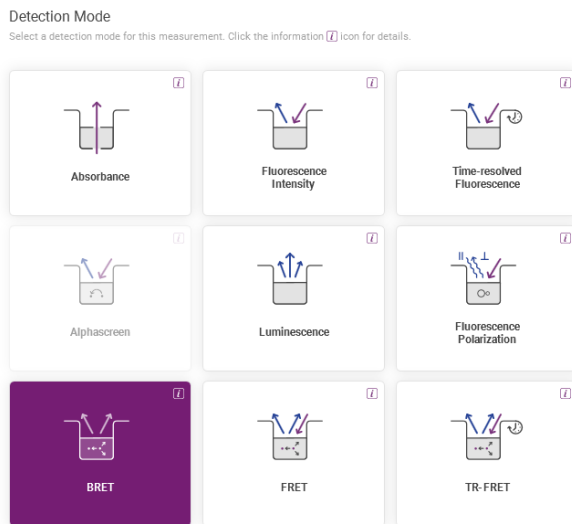 Detection Mode
Select a detection mode for this measurement. Click the information i icon for details.
i
i
i
Absorbance
Fluorescence
Intensity
Time-resolved
Fluorescence
i
i
i
Alphascreen
Luminescence
Fluorescence
Polarization
i
i
i
BRET
FRET
TR-FRET